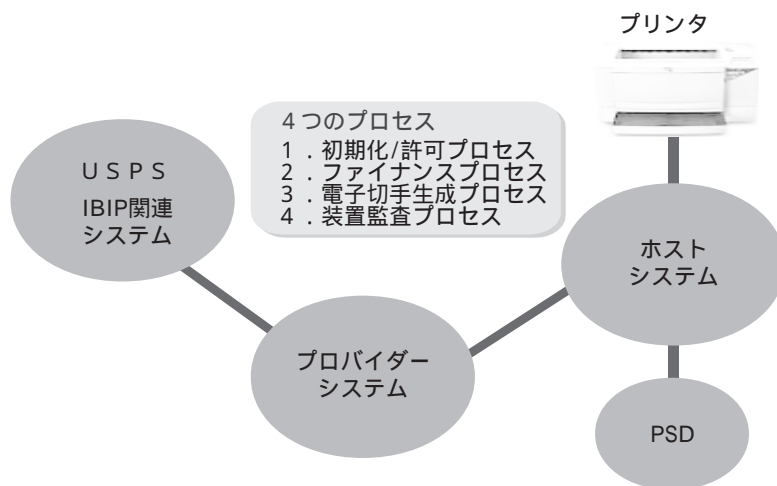 プリンタ
4つのプロセス
1．初期化/許可プロセス
2．ファイナンスプロセス
3．電子切手生成プロセス
4．装置監査プロセス
ＵＳＰＳ
IBIP関連
システム
ホスト
システム
プロバイダー
システム
PSD